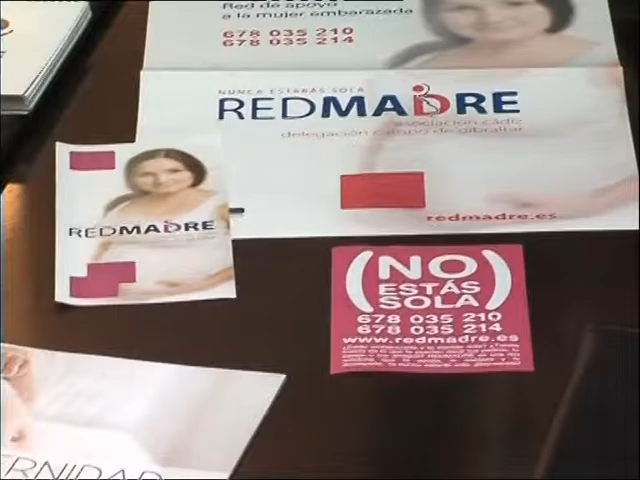 Red de apoyo
a la mujer embarazada
678 035 210
678 035 214
NUNCA ESTARÁS SOLA
REDMADRE
asociación cádiz
delegación campo de gibraltar
redmadre.es
REDMADRE
(NO)
ESTÁS
SOLA
678 035 210
678 035 214
www.redmadre.es
ERNIDAD